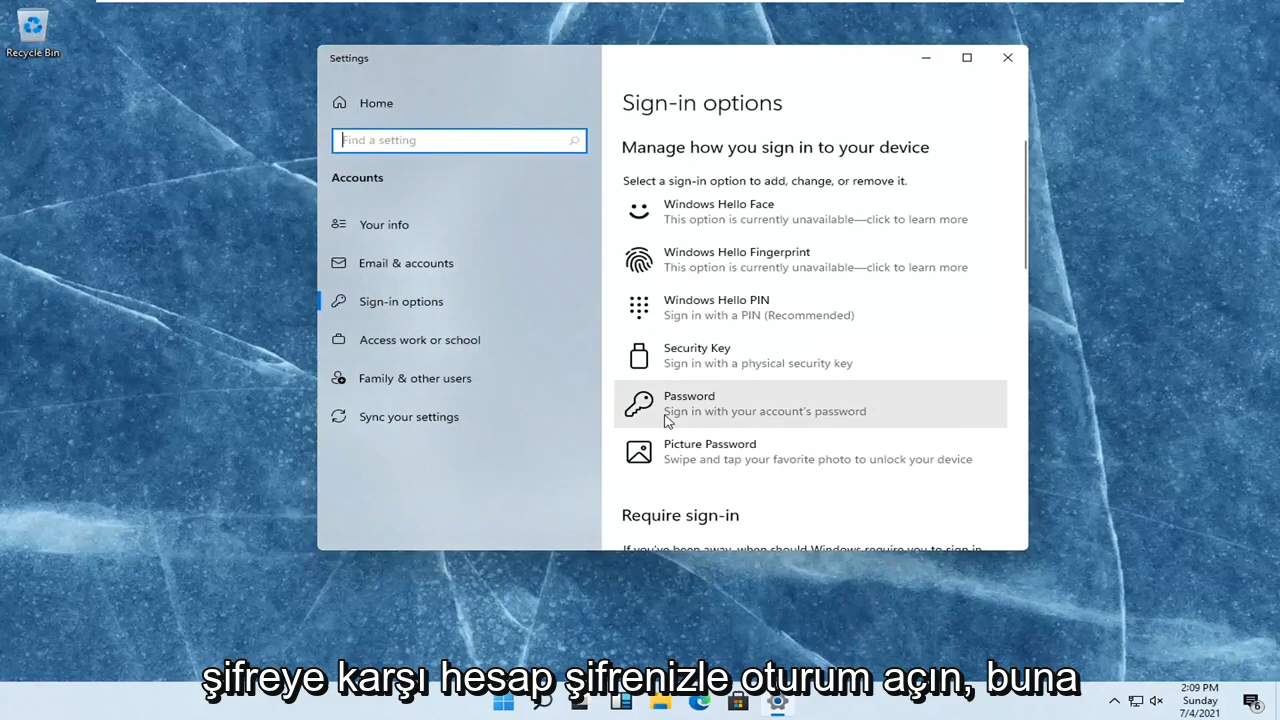 Recycle Bin
Settings
Home
Find a setting
Accounts
Your info
Email & accounts
Sign-in options
Access work or school
Family & other users
Sync your settings
Sign-in options
Manage how you sign in to your device
Select a sign-in option to add, change, or remove it.
Windows Hello Face
This option is currently unavailable—click to learn more
Windows Hello Fingerprint
This option is currently unavailable—click to learn more
Windows Hello PIN
Sign in with a PIN (Recommended)
Security Key
Sign in with a physical security key
Password
Sign in with your account's password
Picture Password
Swipe and tap your favorite photo to unlock your device
Require sign-in
If you've been away, when should Windows require you to sign in
şifreye karşı hesap şifrenizle oturum açın, buna
2:09 PM
Sunday
7/4/2021
6